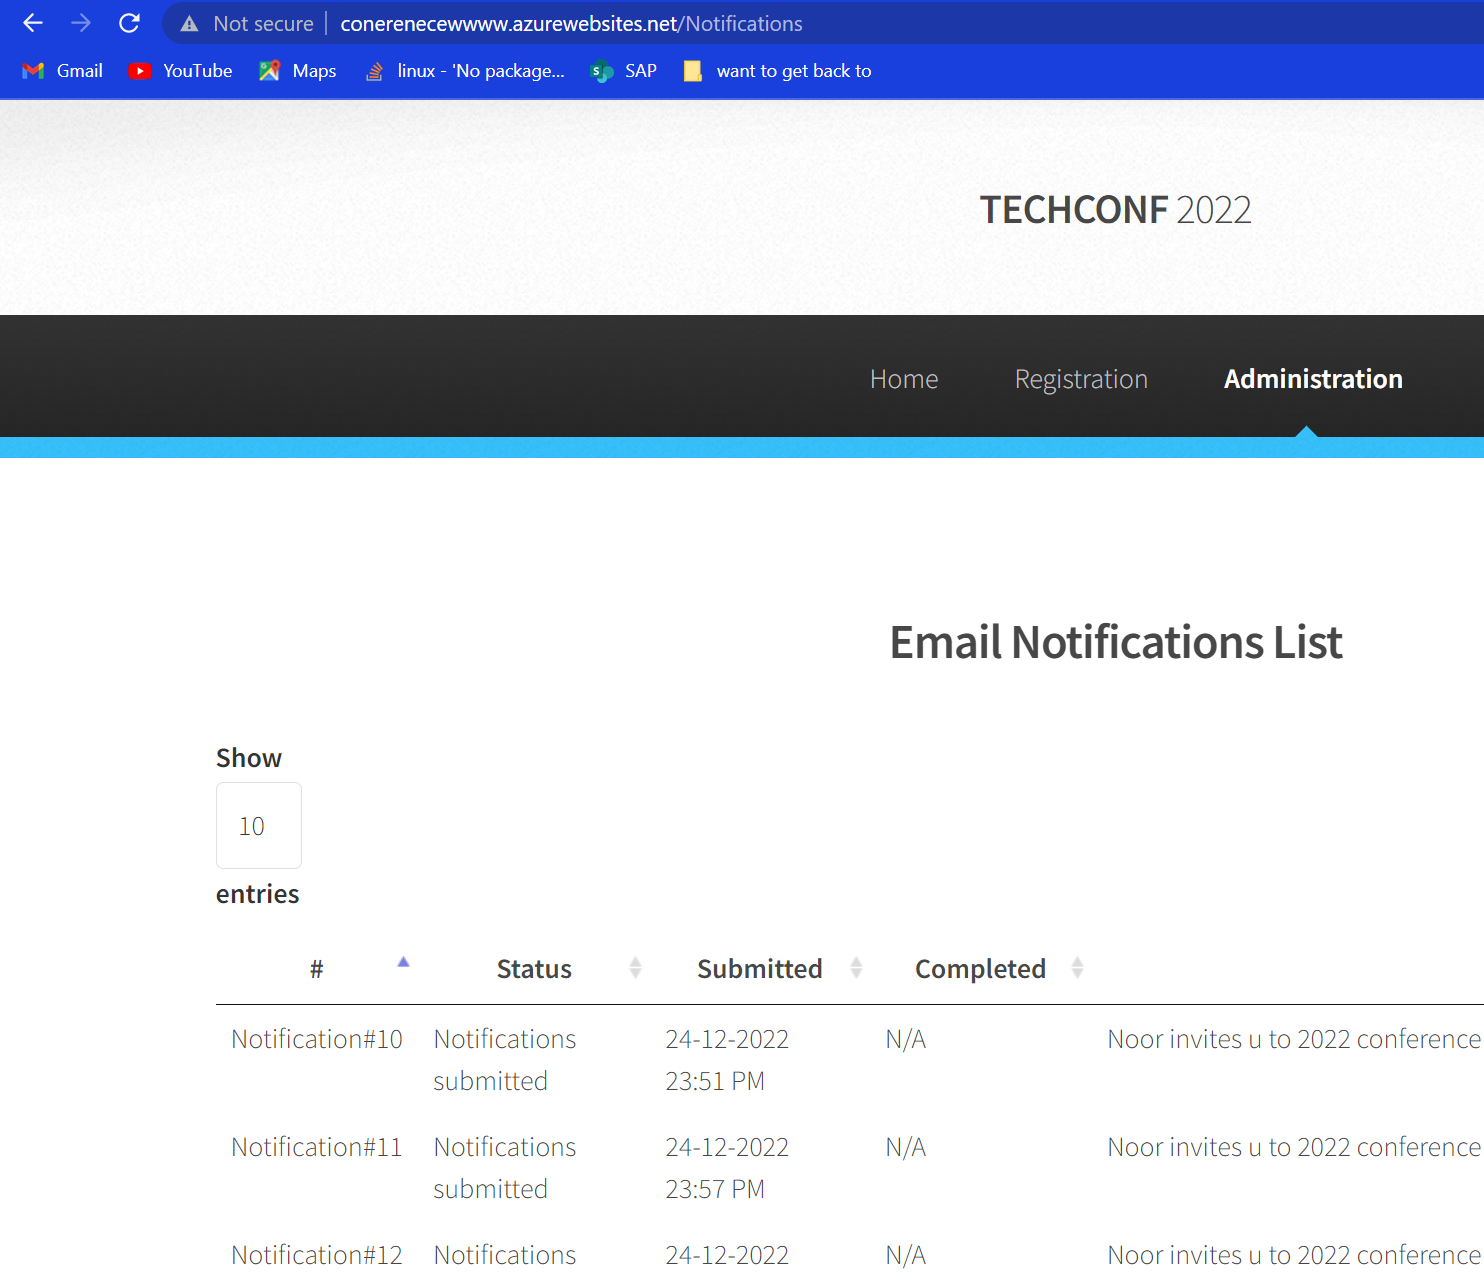 Not secure | conerenecewwww.azurewebsites.net/Notifications
Gmail YouTube Maps linux - 'No package... SAP want to get back to
TECHCONF 2022
Home Registration Administration
Email Notifications List
Show
10
entries
# Status Submitted Completed
Notification#10 Notifications 24-12-2022 N/A Noor invites u to 2022 conference
submitted 23:51 PM
Notification#11 Notifications 24-12-2022 N/A Noor invites u to 2022 conference
submitted 23:57 PM
Notification#12 Notifications 24-12-2022 N/A Noor invites u to 2022 conference